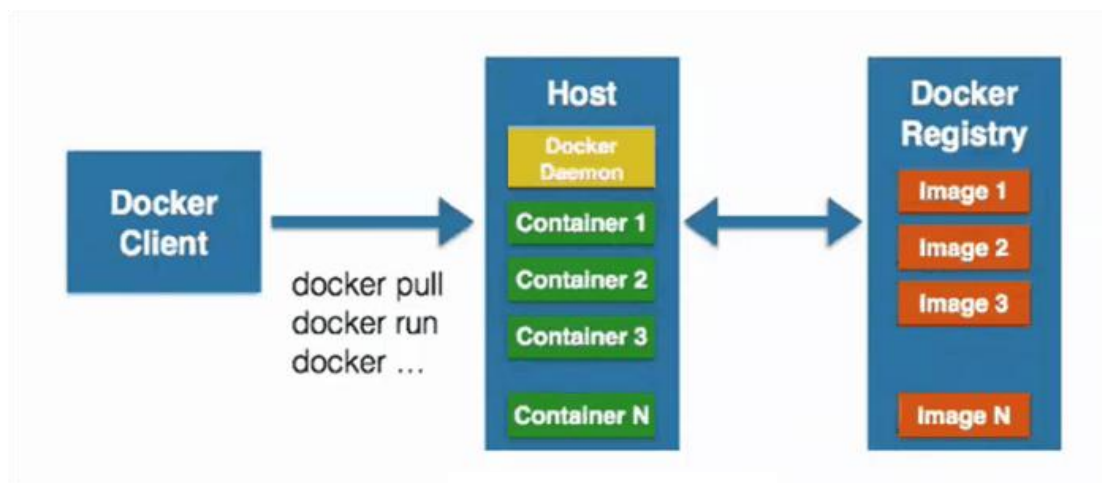 Docker
Client
docker pull
docker run
docker ...
Host
Docker
Daemon
Container 1
Container 2
Container 3
Container N
Docker
Registry
Image 1
Image 2
Image 3
Image N